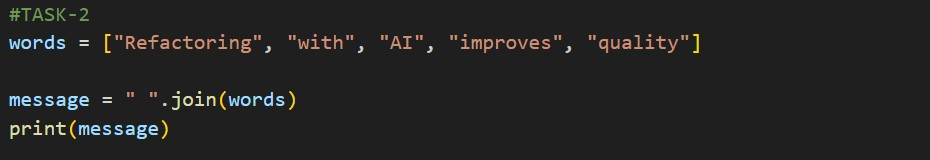 #TASK-2
words = ["Refactoring", "with", "AI", "improves", "quality"]
message = " ".join(words)
print(message)